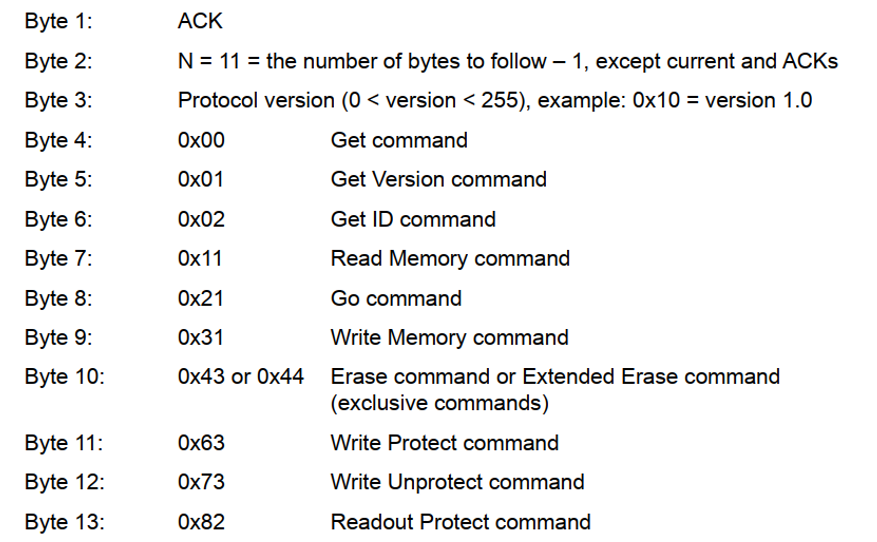 Byte 1: ACK
Byte 2: N = 11 = the number of bytes to follow – 1, except current and ACKs
Byte 3: Protocol version (0 < version < 255), example: 0x10 = version 1.0
Byte 4: 0x00 Get command
Byte 5: 0x01 Get Version command
Byte 6: 0x02 Get ID command
Byte 7: 0x11 Read Memory command
Byte 8: 0x21 Go command
Byte 9: 0x31 Write Memory command
Byte 10: 0x43 or 0x44 Erase command or Extended Erase command
(exclusive commands)
Byte 11: 0x63 Write Protect command
Byte 12: 0x73 Write Unprotect command
Byte 13: 0x82 Readout Protect command